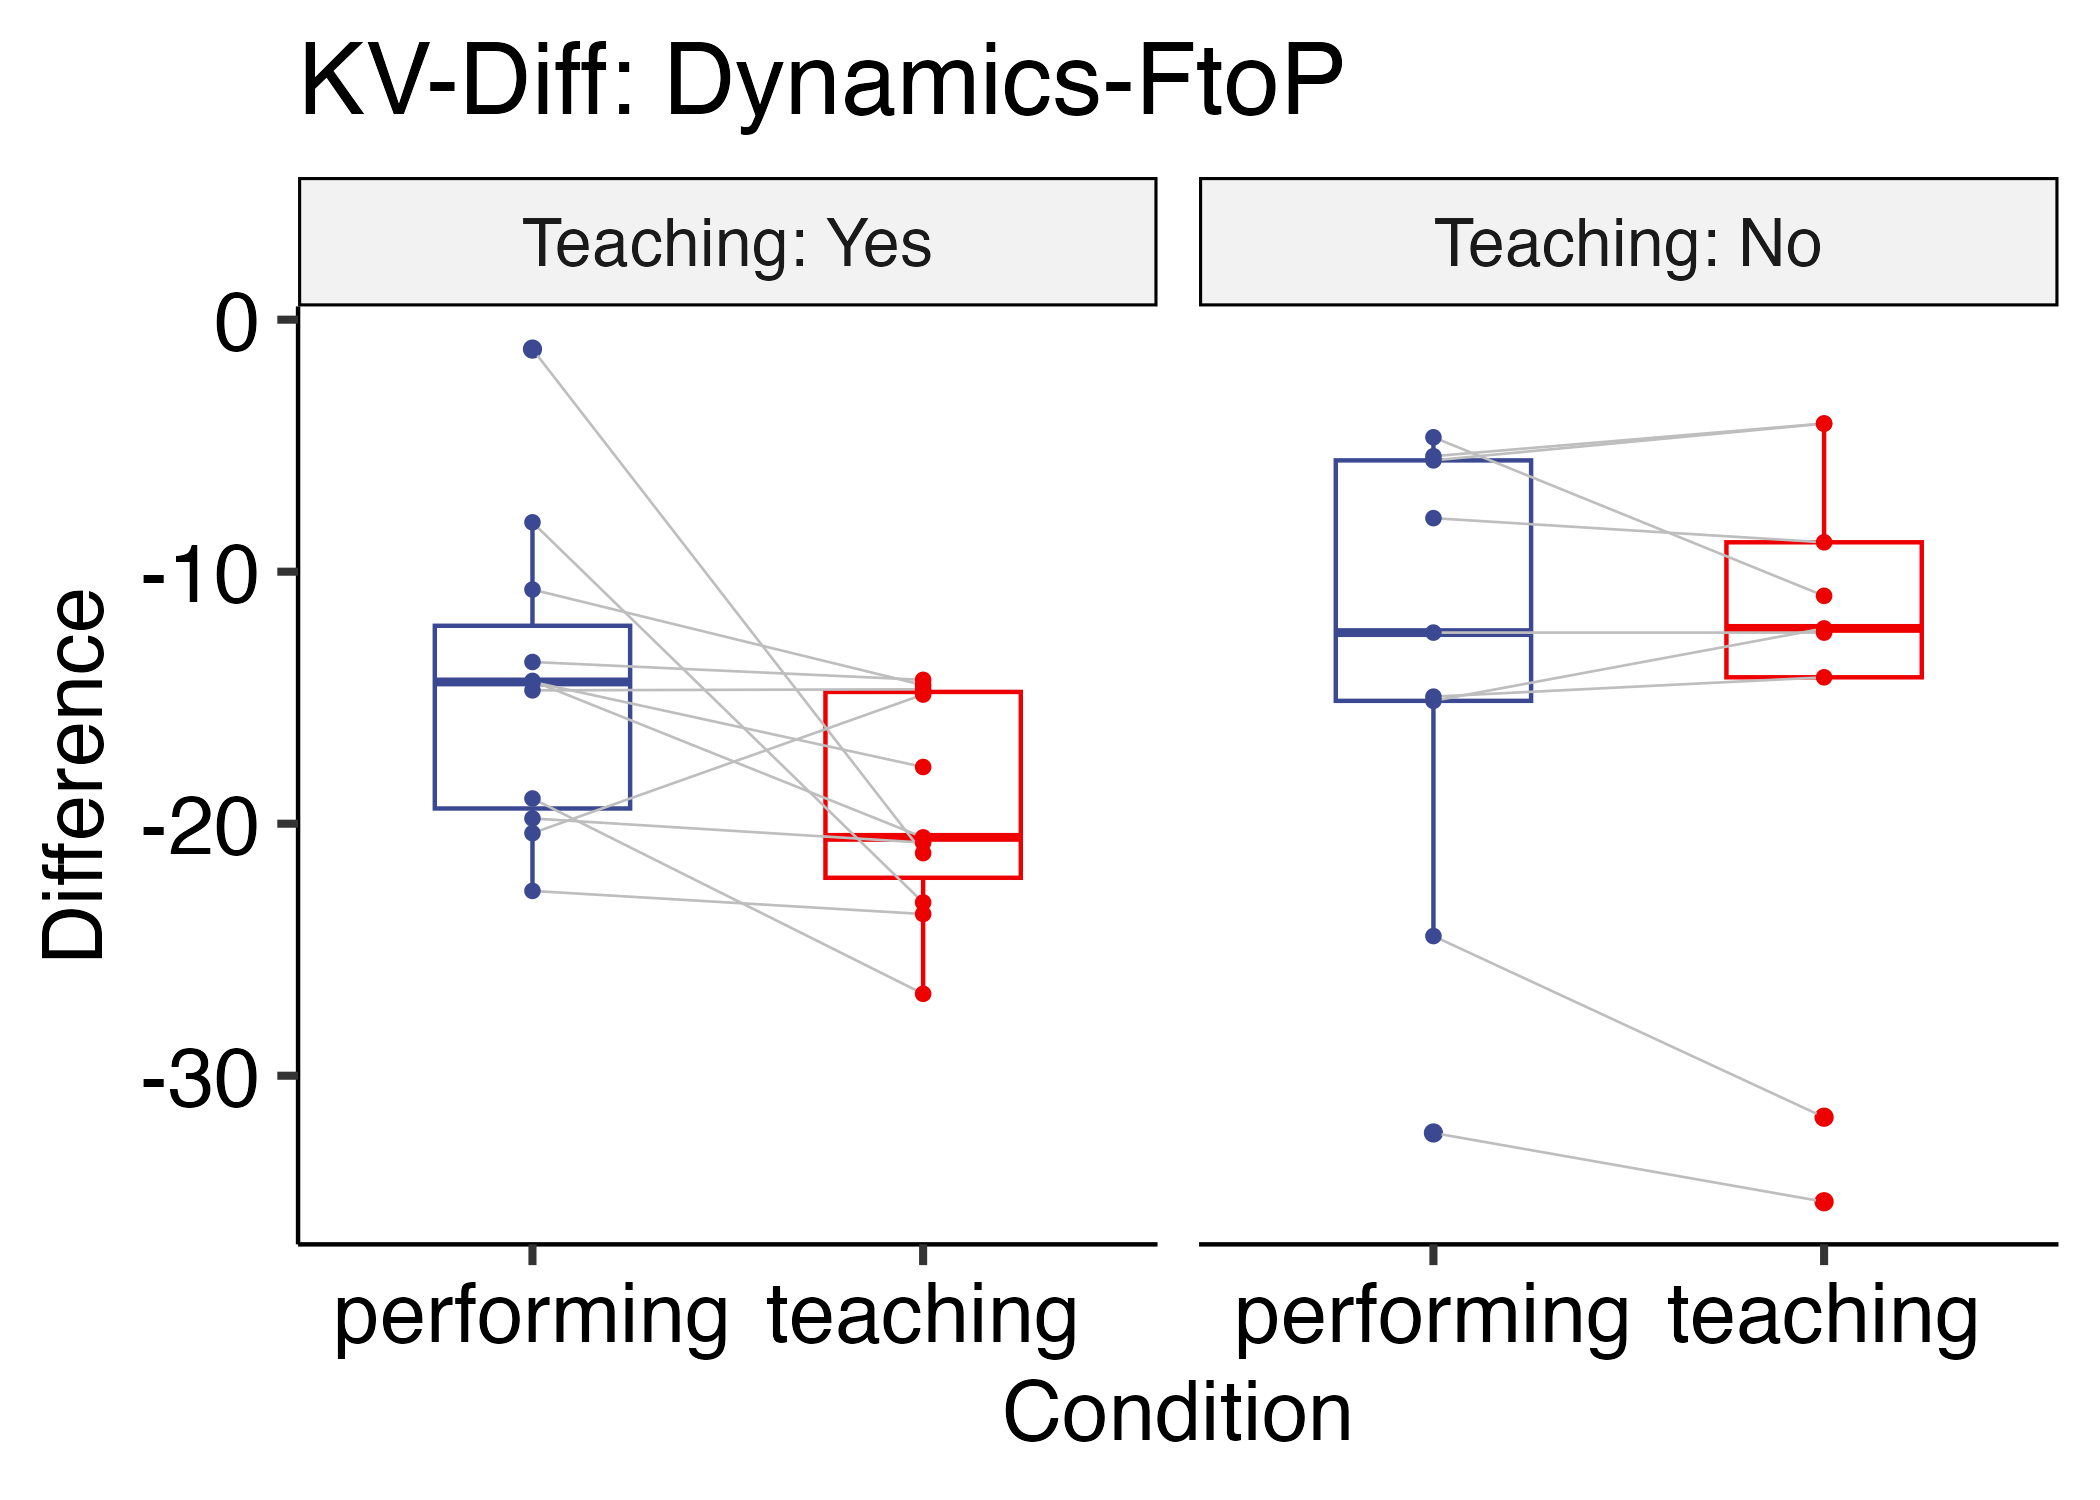 KV-Diff: Dynamics-FtoP
Teaching: Yes
Teaching: No
0
-10
-20
-30
Difference
performing teaching
performing teaching
Condition